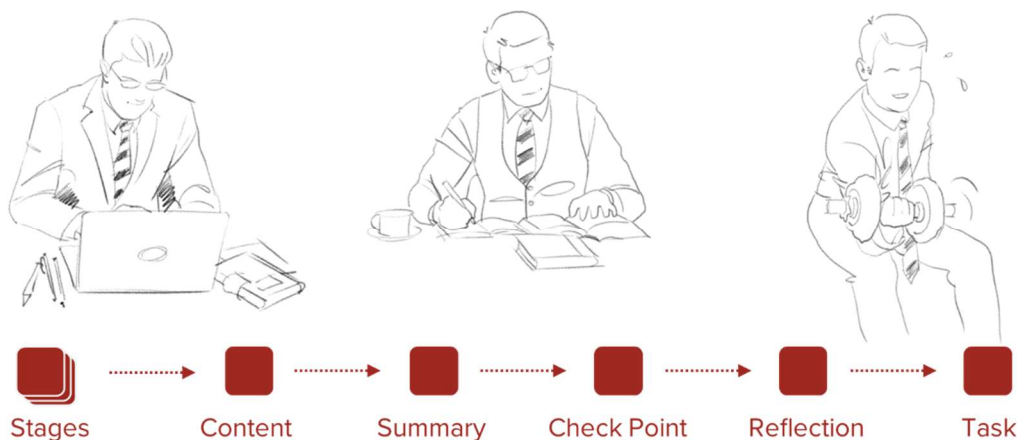 Stages
Content
Summary
Check Point
Reflection
Task